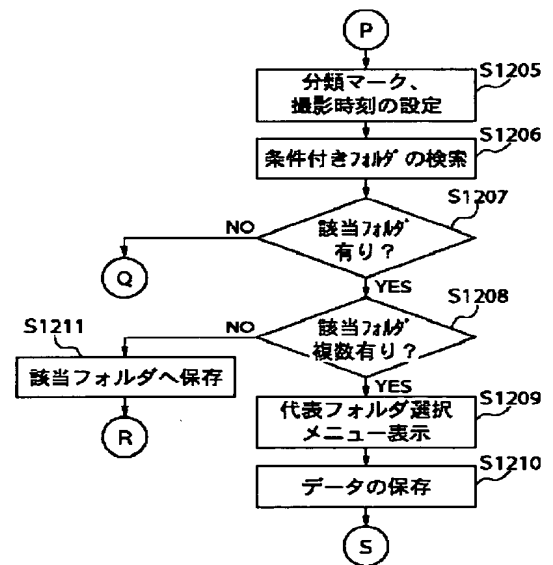 P
S1205
分類マーク、
撮影時刻の設定
S1206
条件付きﾌｫﾙﾀﾞの検索
S1207
該当ﾌｫﾙﾀﾞ
有り？
NO
Q
YES
S1208
該当ﾌｫﾙﾀﾞ
複数有り？
NO
S1211
該当フォルダへ保存
R
YES
S1209
代表フォルダ選択
メニュー表示
S1210
データの保存
S